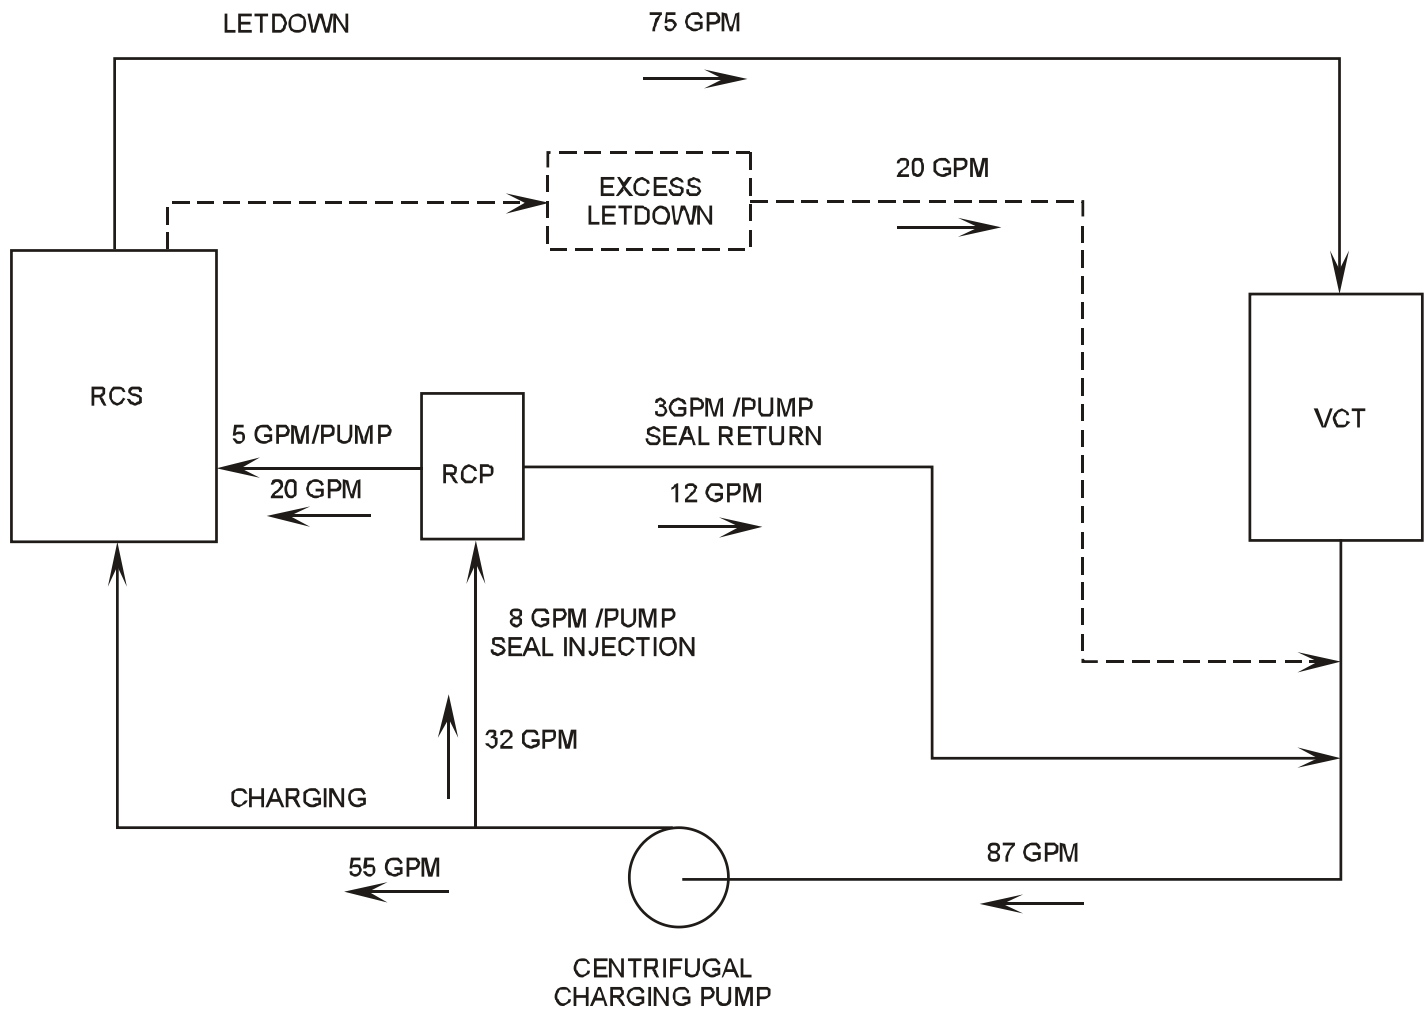 LETDOWN
75 GPM
20 GPM
EXCESS
LETDOWN
RCS
VCT
3GPM /PUMP
SEAL RETURN
5 GPM/PUMP
RCP
20 GPM
12 GPM
8 GPM /PUMP
SEAL INJECTION
32 GPM
CHARGING
55 GPM
87 GPM
CENTRIFUGAL
CHARGING PUMP